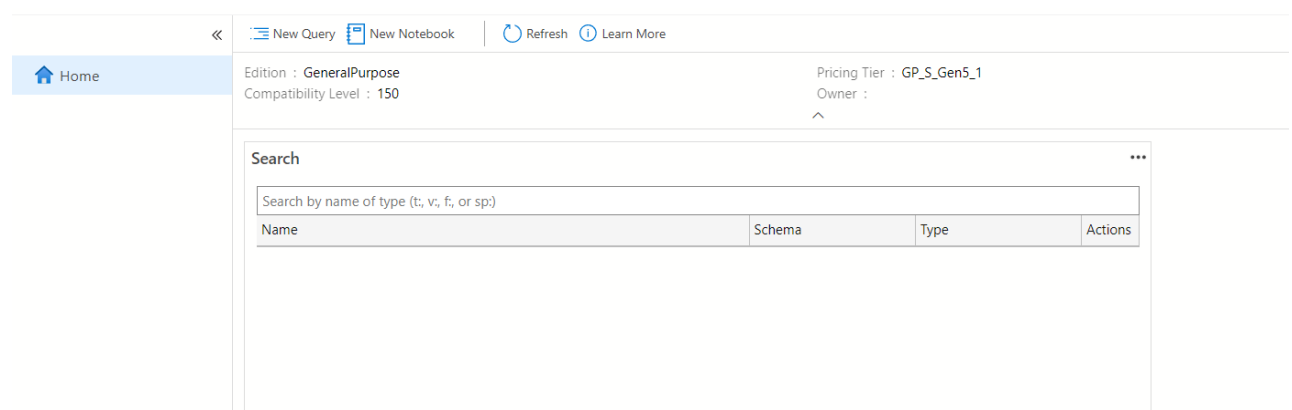 « New Query New Notebook Refresh Learn More
Home
Edition : GeneralPurpose Pricing Tier : GP_S_Gen5_1
Compatibility Level : 150 Owner :
Search •••
Search by name of type (t:, v:, f:, or sp:)
Name Schema Type Actions